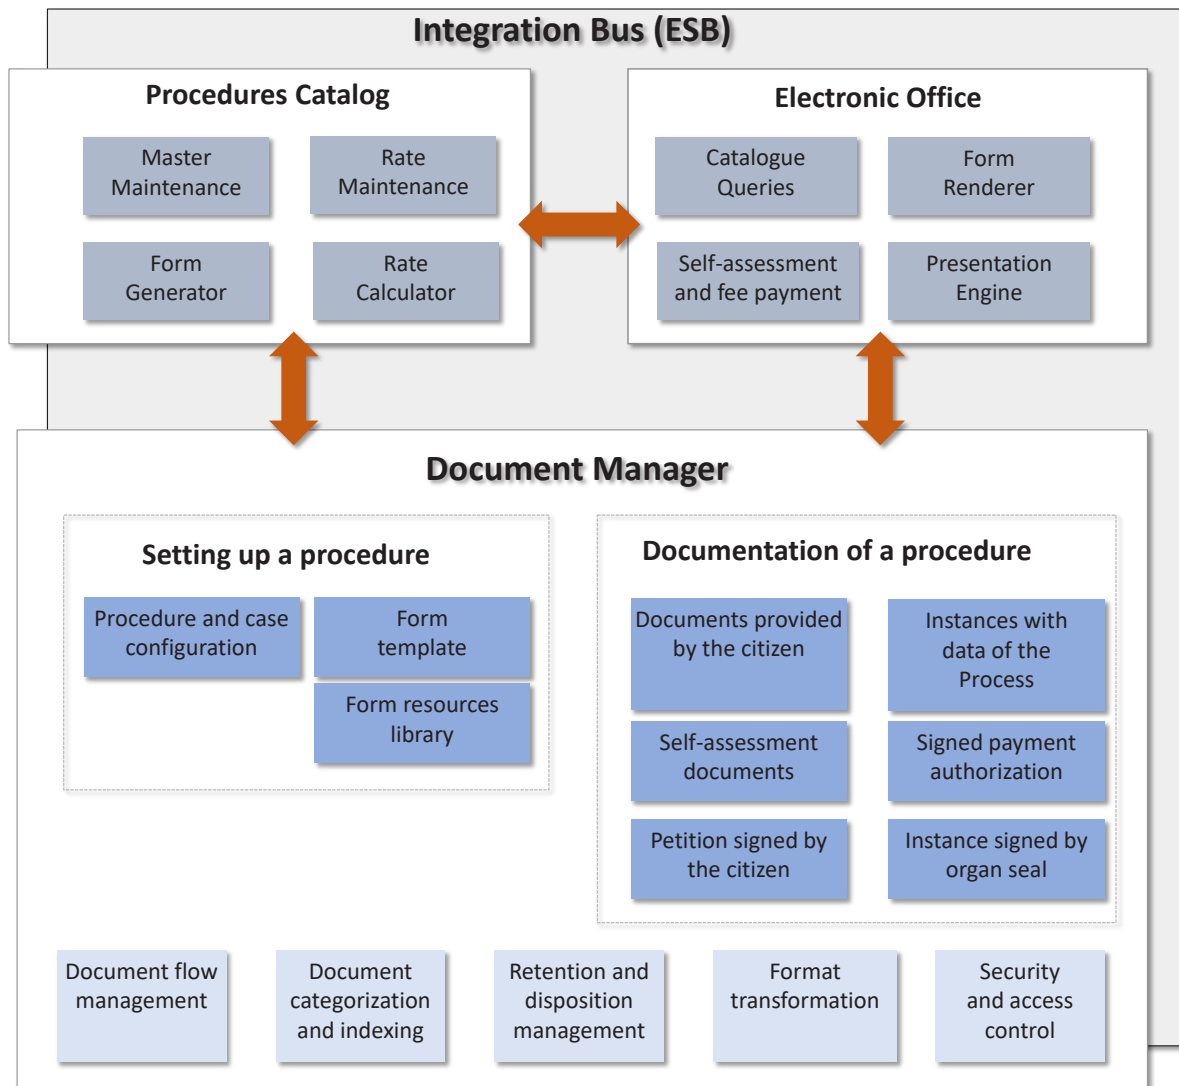 Integration Bus (ESB)
Procedures Catalog
Master
Maintenance
Rate
Maintenance
Form
Generator
Rate
Calculator
Electronic Office
Catalogue
Queries
Form
Renderer
Self-assessment
and fee payment
Presentation
Engine
Document Manager
Setting up a procedure
Procedure and case
configuration
Form
template
Form resources
library
Documentation of a procedure
Documents provided
by the citizen
Instances with
data of the
Process
Self-assessment
documents
Signed payment
authorization
Petition signed by
the citizen
Instance signed by
organ seal
Document flow
management
Document
categorization
and indexing
Retention and
disposition
management
Format
transformation
Security
and access
control